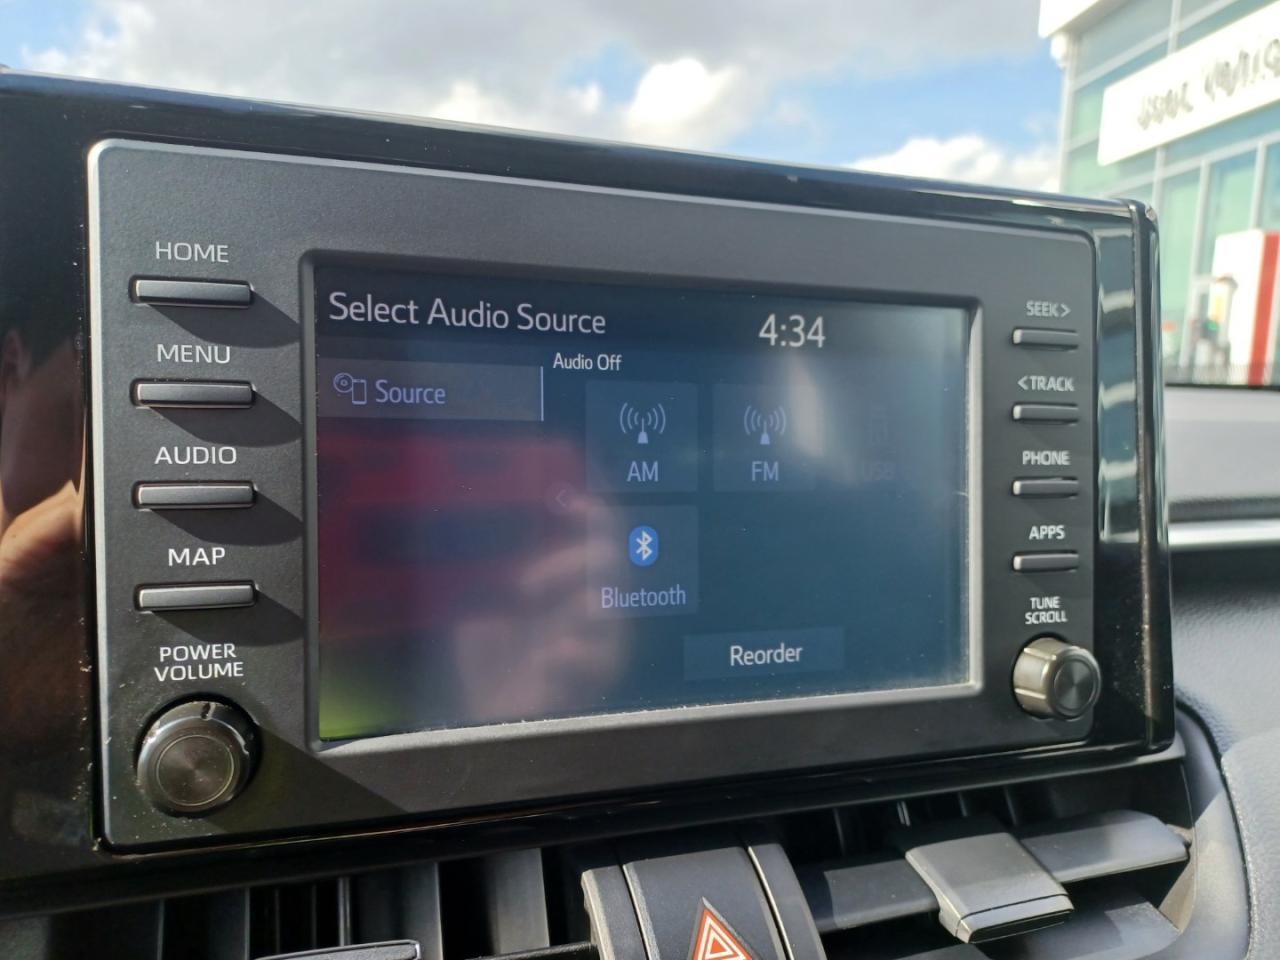 HOME
MENU
AUDIO
MAP
POWER
VOLUME
Select Audio Source
4:34
Audio Off
Source
AM
FM
USB
Bluetooth
Reorder
SEEK>
<TRACK
PHONE
APPS
TUNE
SCROLL